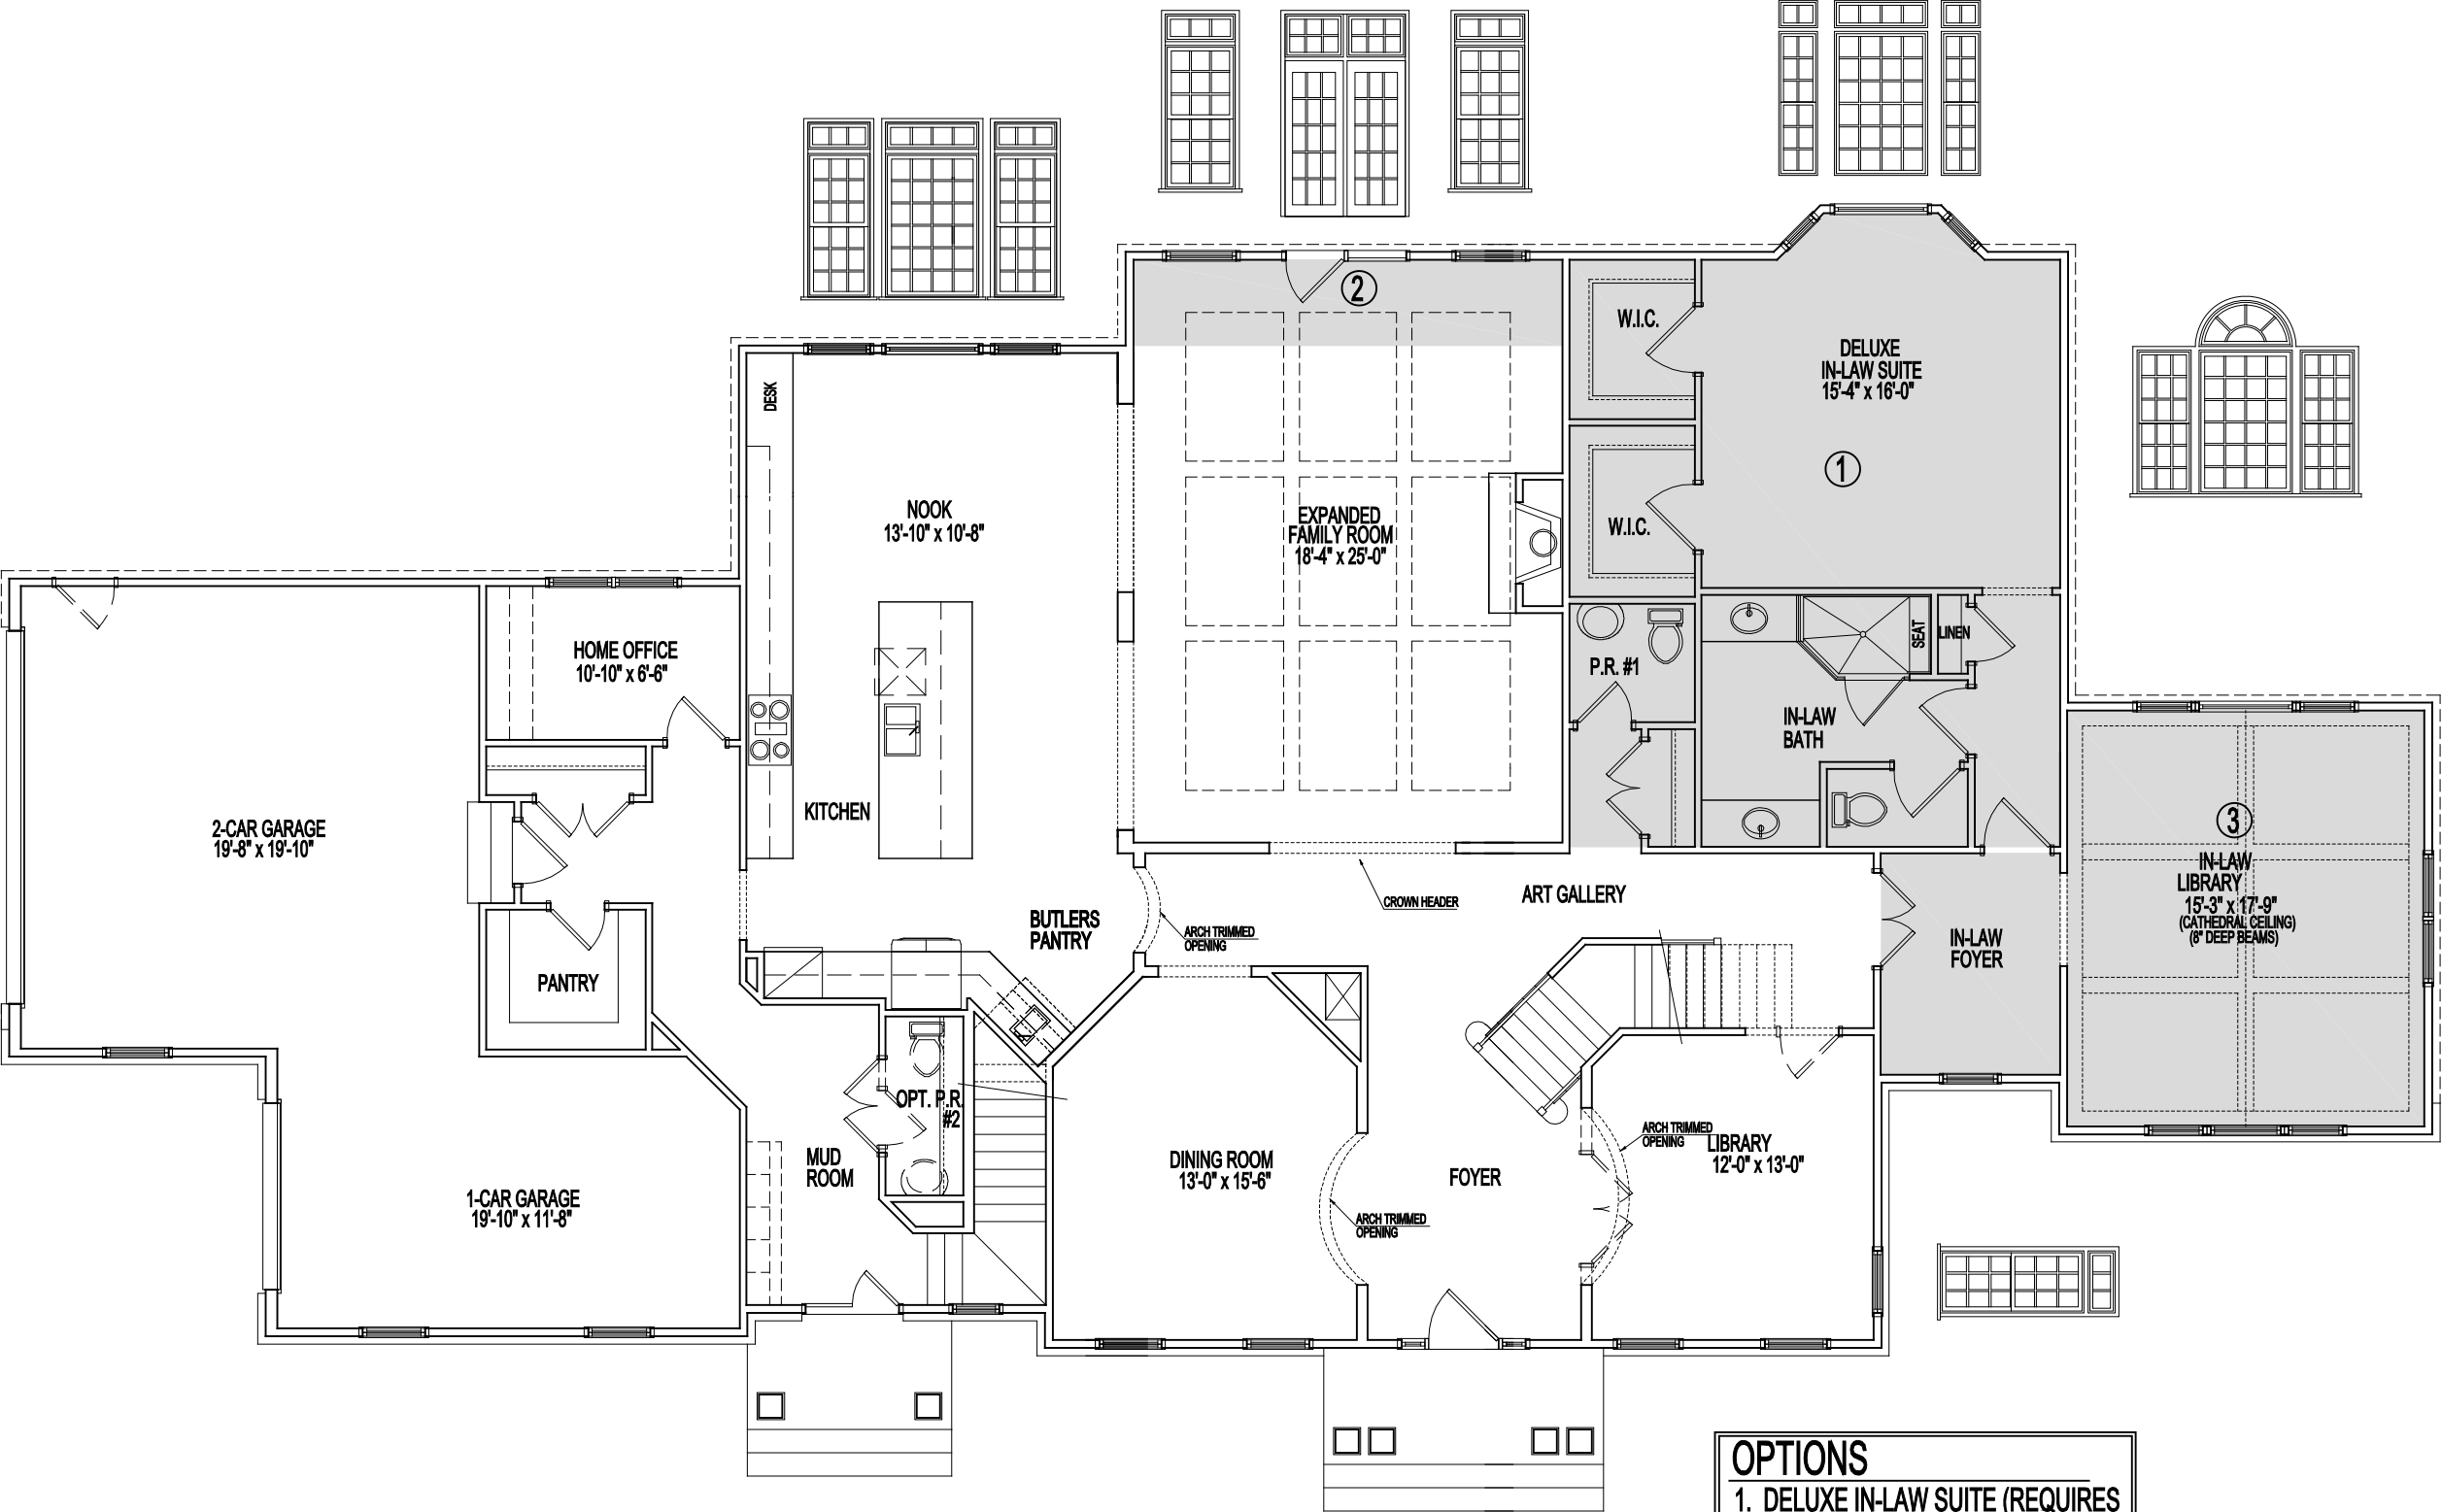 2
W.I.C.
DELUXE
IN-LAW SUITE
15'-4" x 16'-0"
DESK
1
NOOK
13'-10" x 10'-8"
EXPANDED
FAMILY ROOM
18'-4" x 25'-0"
W.I.C.
HOME OFFICE
10'-10" x 6'-6"
P.R. #1
SEAT
LINEN
IN-LAW
BATH
KITCHEN
2-CAR GARAGE
19'-8" x 19'-10"
3
IN-LAW
LIBRARY
15'-3" x 17'-9"
(CATHEDRAL CEILING)
(8" DEEP BEAMS)
CROWN HEADER
ART GALLERY
BUTLERS
PANTRY
ARCH TRIMMED
OPENING
IN-LAW
FOYER
PANTRY
OPT. P.R.
#2
MUD
ROOM
DINING ROOM
13'-0" x 15'-6"
FOYER
ARCH TRIMMED
OPENING
LIBRARY
12'-0" x 13'-0"
1-CAR GARAGE
19'-10" x 11'-8"
ARCH TRIMMED
OPENING
OPTIONS
1. DELUXE IN-LAW SUITE (REQUIRES